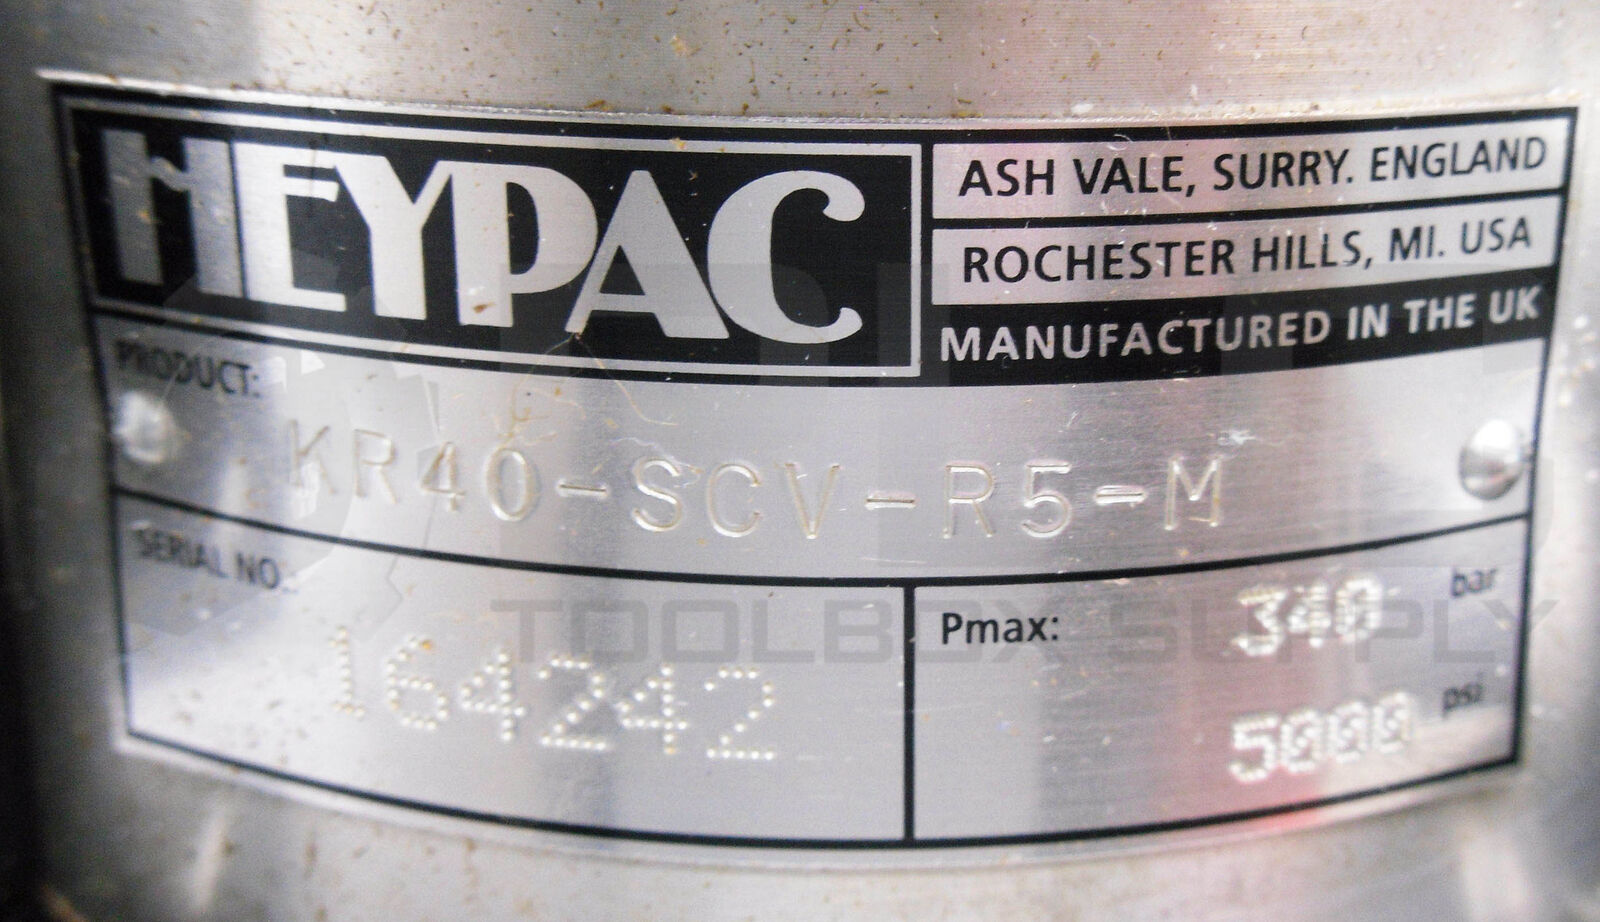 HEYPAC
ASH VALE, SURRY. ENGLAND
ROCHESTER HILLS, MI. USA
MANUFACTURED IN THE UK
PRODUCT:
KR40-SCV-R5-M
SERIAL NO.:
164242
Pmax: 340 bar
5000 psi
TOOLBOX SUPPLY